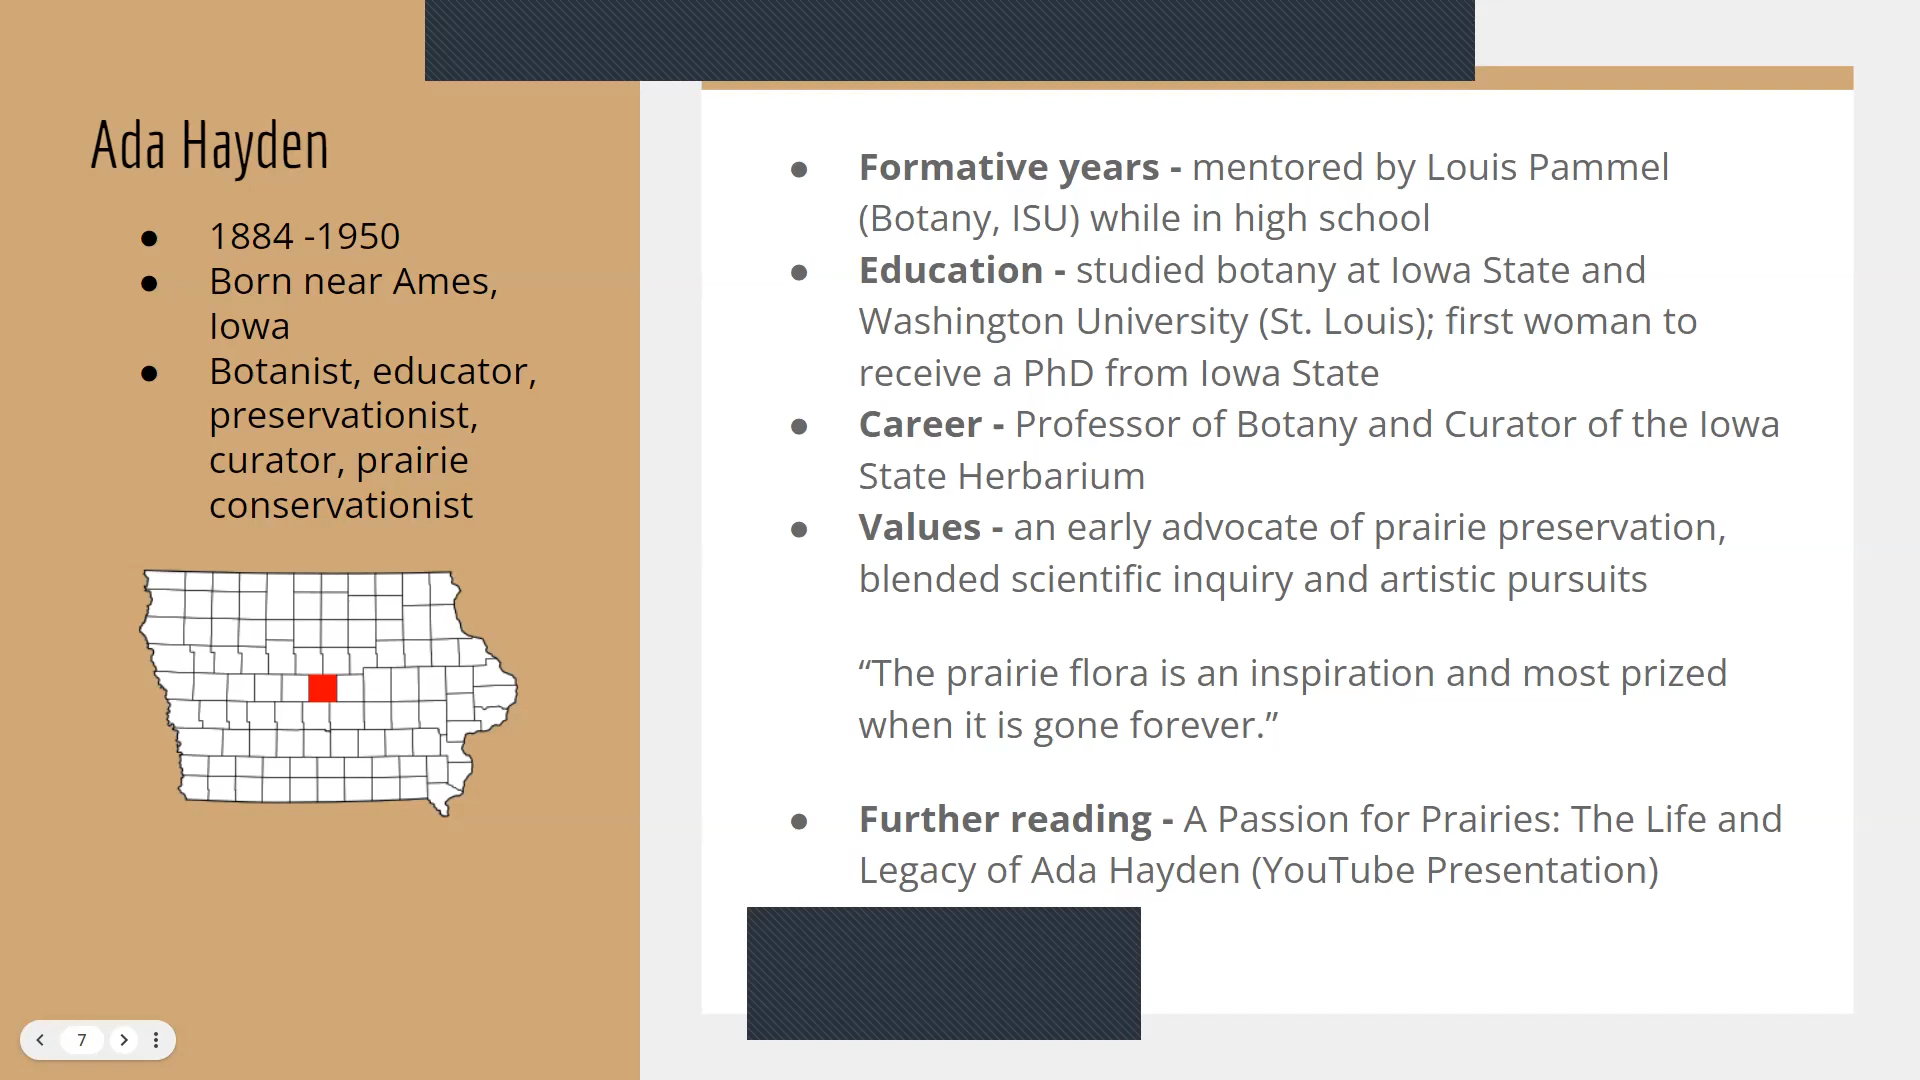 Ada Hayden
● 1884 -1950
● Born near Ames,
Iowa
● Botanist, educator,
preservationist,
curator, prairie
conservationist
● Formative years - mentored by Louis Pammel
(Botany, ISU) while in high school
● Education - studied botany at Iowa State and
Washington University (St. Louis); first woman to
receive a PhD from Iowa State
● Career - Professor of Botany and Curator of the Iowa
State Herbarium
● Values - an early advocate of prairie preservation,
blended scientific inquiry and artistic pursuits
“The prairie flora is an inspiration and most prized
when it is gone forever.”
● Further reading - A Passion for Prairies: The Life and
Legacy of Ada Hayden (YouTube Presentation)
7